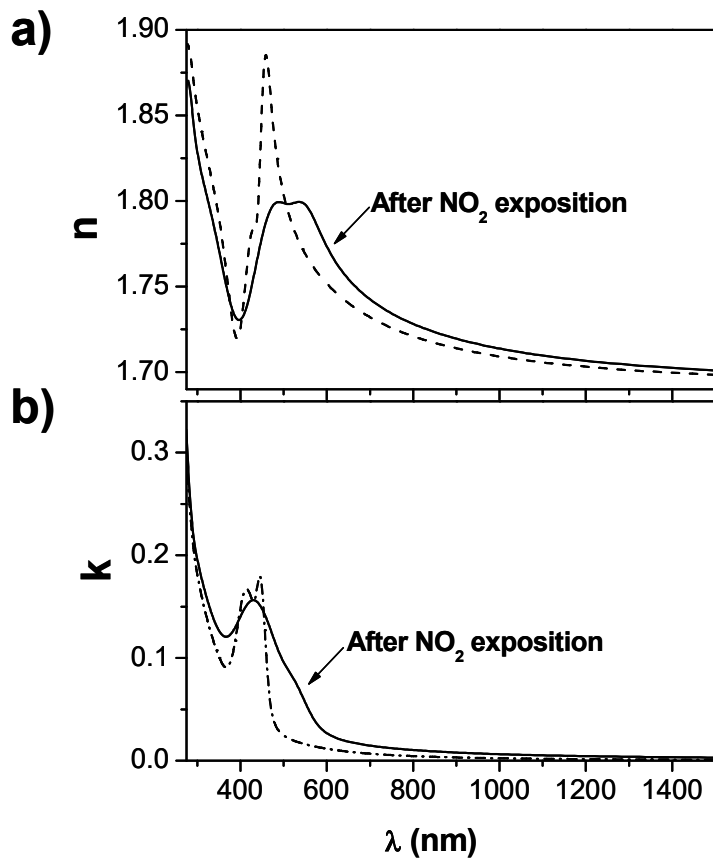 a)
1.90
1.85
1.80
1.75
1.70
n
After NO₂ exposition
b)
0.3
0.2
0.1
0.0
k
After NO₂ exposition
400 600 800 1000 1200 1400
λ (nm)